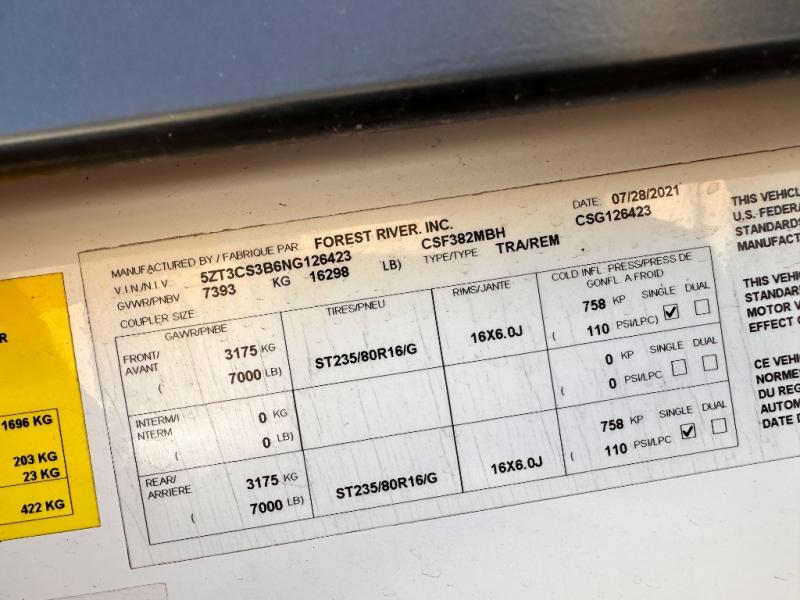 MANUFACTURED BY / FABRIQUE PAR FOREST RIVER. INC. DATE: 07/28/2021
V.I.N./N.I.V. 5ZT3CS3B6NG126423 CSF382MBH CSG126423
GVWR/PNBV 7393 KG 16298 LB) TYPE/TYPE TRA/REM
COUPLER SIZE
GAWR/PNBE TIRES/PNEU RIMS/JANTE COLD INFL PRESS/PRESS DE
GONFL A FROID
FRONT/
AVANT
3175 KG
( 7000 LB)
ST235/80R16/G
16X6.0J
758 KP SINGLE DUAL
( 110 PSI/LPC)
INTERM/I
NTERM
0 KG
( 0 LB)
0 KP SINGLE DUAL
( 0 PSI/LPC
REAR/
ARRIERE
3175 KG
( 7000 LB)
ST235/80R16/G
16X6.0J
758 KP SINGLE DUAL
( 110 PSI/LPC
R
1696 KG
203 KG
23 KG
422 KG
THIS VEHICL
U.S. FEDERA
STANDARDS
MANUFACT
THIS VEH
STANDAR
MOTOR V
EFFECT O
CE VEHIC
NORMES
DU REG
AUTOM
DATE D